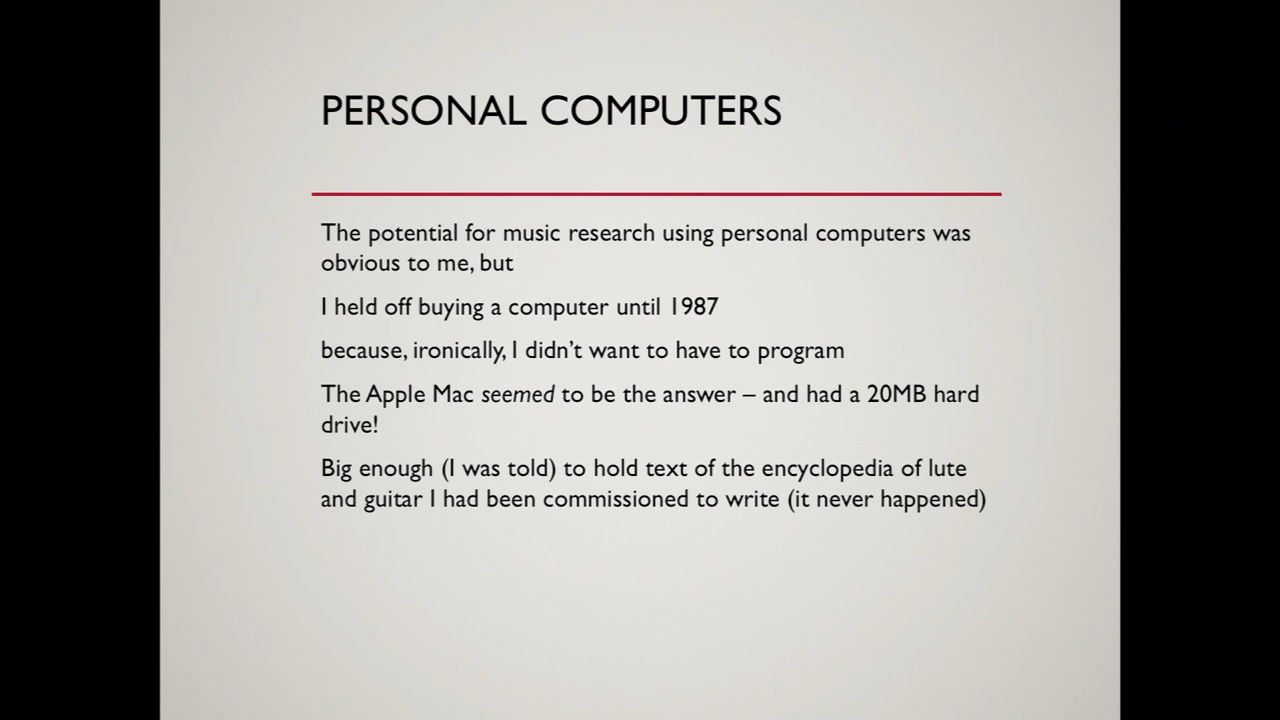 PERSONAL COMPUTERS
The potential for music research using personal computers was
obvious to me, but
I held off buying a computer until 1987
because, ironically, I didn't want to have to program
The Apple Mac seemed to be the answer – and had a 20MB hard
drive!
Big enough (I was told) to hold text of the encyclopedia of lute
and guitar I had been commissioned to write (it never happened)